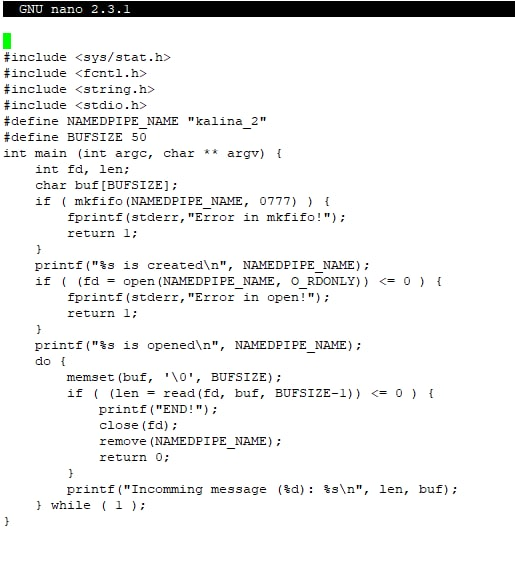 GNU nano 2.3.1
#include <sys/stat.h>
#include <fcntl.h>
#include <string.h>
#include <stdio.h>
#define NAMEDPIPE_NAME "kalina_2"
#define BUFSIZE 50
int main (int argc, char ** argv) {
    int fd, len;
    char buf[BUFSIZE];
    if ( mkfifo(NAMEDPIPE_NAME, 0777) ) {
        fprintf(stderr,"Error in mkfifo!");
        return 1;
    }
    printf("%s is created\n", NAMEDPIPE_NAME);
    if ( (fd = open(NAMEDPIPE_NAME, O_RDONLY)) <= 0 ) {
        fprintf(stderr,"Error in open!");
        return 1;
    }
    printf("%s is opened\n", NAMEDPIPE_NAME);
    do {
        memset(buf, '\0', BUFSIZE);
        if ( (len = read(fd, buf, BUFSIZE-1)) <= 0 ) {
            printf("END!");
            close(fd);
            remove(NAMEDPIPE_NAME);
            return 0;
        }
        printf("Incomming message (%d): %s\n", len, buf);
    } while ( 1 );
}